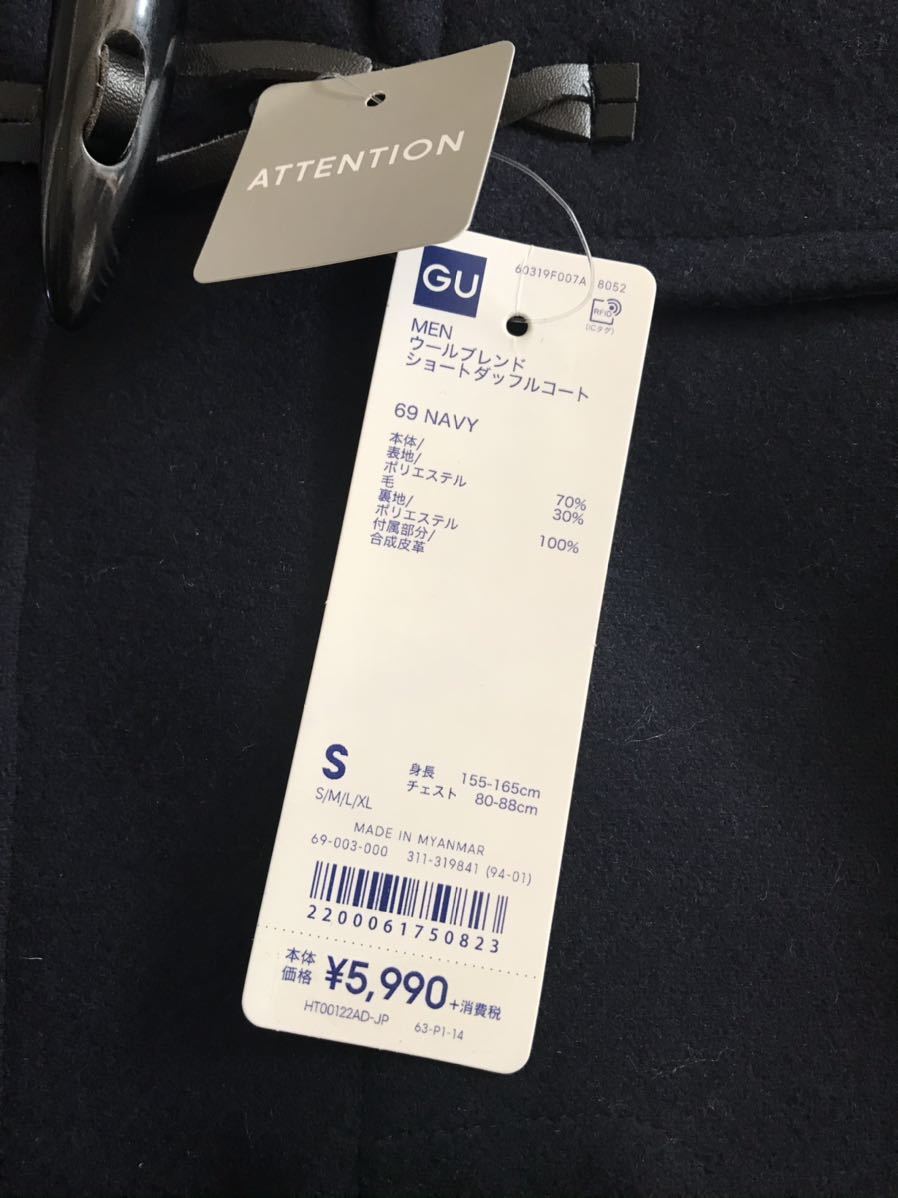 ATTENTION
GU
60319F007A 8052
RFID
(ICタグ)
MEN
ウールブレンド
ショートダッフルコート
69 NAVY
本体/
表地/
ポリエステル 70%
毛 30%
裏地/
ポリエステル 100%
付属部分/
合成皮革
S
S/M/L/XL
身長 155-165cm
チェスト 80-88cm
MADE IN MYANMAR
69-003-000 311-319841 (94-01)
2200061750823
本体
価格 ¥5,990+消費税
HT00122AD-JP 63-P1-14